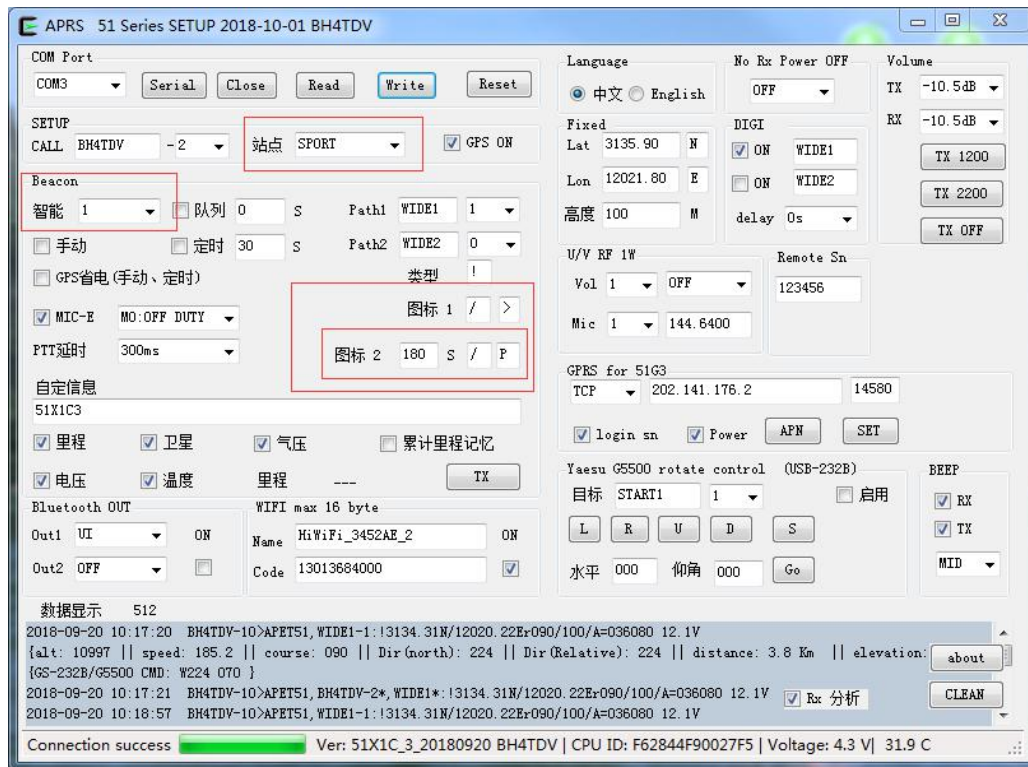 APRS 51 Series SETUP 2018-10-01 BH4TDV
COM Port
COM3 Serial Close Read Write Reset
SETUP
CALL BH4TDV -2 站点 SPORT GPS ON
Beacon
智能 1 队列 0 S Path1 WIDE1 1
手动 定时 30 S Path2 WIDE2 0
GPS省电(手动、定时) 类型 !
图标 1 / >
MIC-E MO:OFF DUTY
PTT延时 300ms 图标 2 180 S / P
自定信息
51X1C3
里程 卫星 气压 累计里程记忆
电压 温度 里程 --- TX
Bluetooth OUT
Out1 UI ON
Out2 OFF
WIFI max 16 byte
Name HiWiFi_3452AE_2 ON
Code 13013684000
Language
中文 English
No Rx Power OFF
OFF
Volume
TX -10.5dB
RX -10.5dB
TX 1200
TX 2200
TX OFF
Fixed
Lat 3135.90 N
Lon 12021.80 E
高度 100 M
DIGI
ON WIDE1
ON WIDE2
delay 0s
U/V RF 1W
Vol 1 OFF
Mic 1 144.6400
Remote Sn
123456
GPRS for 51G3
TCP 202.141.176.2 14580
login sn Power APN SET
Yaesu G5500 rotate control (USB-232B)
目标 START1 1 启用
L R U D S
水平 000 仰角 000 Go
BEEP
RX
TX
MID
数据显示 512
2018-09-20 10:17:20 BH4TDV-10>APET51,WIDE1-1:!3134.31N/12020.22Er090/100/A=036080 12.1V
{alt: 10997 || speed: 185.2 || course: 090 || Dir(north): 224 || Dir(Relative): 224 || distance: 3.8 Km || elevation:
{GS-232B/G5500 CMD: W224 070 }
2018-09-20 10:17:21 BH4TDV-10>APET51,BH4TDV-2*,WIDE1*:!3134.31N/12020.22Er090/100/A=036080 12.1V
2018-09-20 10:18:57 BH4TDV-10>APET51,WIDE1-1:!3134.31N/12020.22Er090/100/A=036080 12.1V
about
Rx 分析 CLEAN
Connection success Ver: 51X1C_3_20180920 BH4TDV | CPU ID: F62844F90027F5 | Voltage: 4.3 V| 31.9 C